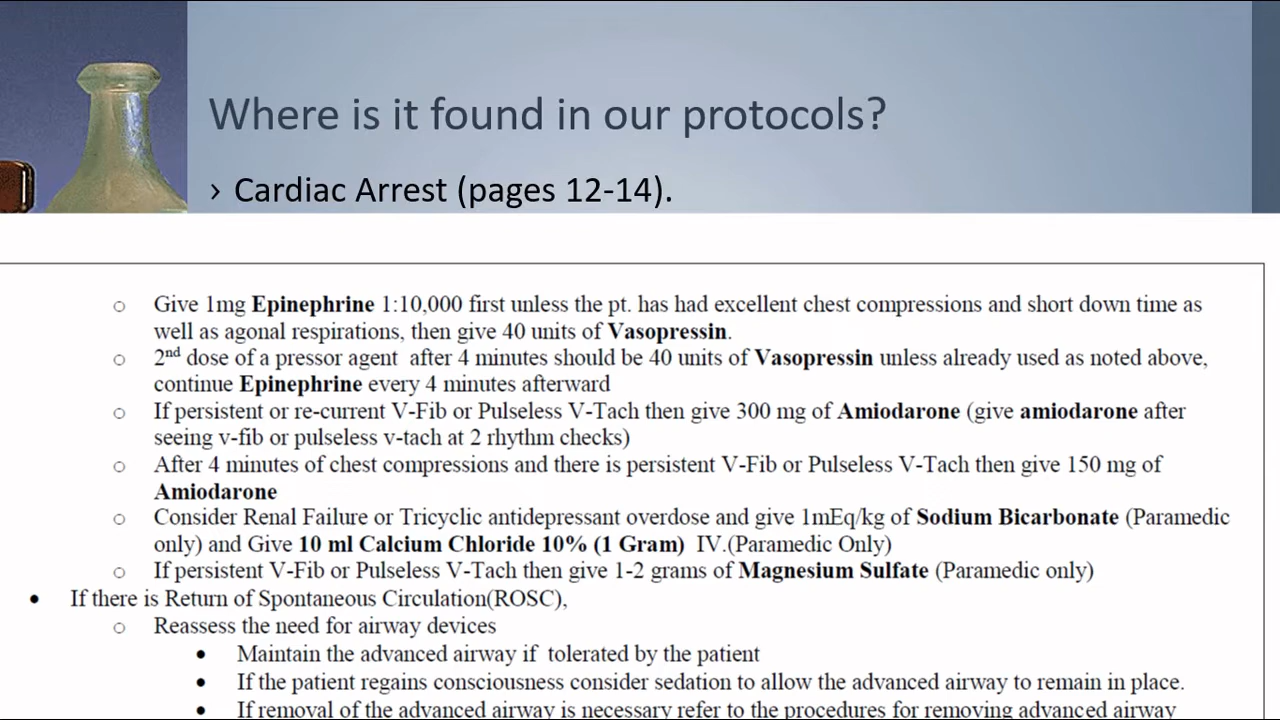 Where is it found in our protocols?
› Cardiac Arrest (pages 12-14).
○ Give 1mg Epinephrine 1:10,000 first unless the pt. has had excellent chest compressions and short down time as
well as agonal respirations, then give 40 units of Vasopressin.
○ 2nd dose of a pressor agent after 4 minutes should be 40 units of Vasopressin unless already used as noted above,
continue Epinephrine every 4 minutes afterward
○ If persistent or re-current V-Fib or Pulseless V-Tach then give 300 mg of Amiodarone (give amiodarone after
seeing v-fib or pulseless v-tach at 2 rhythm checks)
○ After 4 minutes of chest compressions and there is persistent V-Fib or Pulseless V-Tach then give 150 mg of
Amiodarone
○ Consider Renal Failure or Tricyclic antidepressant overdose and give 1mEq/kg of Sodium Bicarbonate (Paramedic
only) and Give 10 ml Calcium Chloride 10% (1 Gram) IV.(Paramedic Only)
○ If persistent V-Fib or Pulseless V-Tach then give 1-2 grams of Magnesium Sulfate (Paramedic only)
• If there is Return of Spontaneous Circulation(ROSC),
○ Reassess the need for airway devices
• Maintain the advanced airway if tolerated by the patient
• If the patient regains consciousness consider sedation to allow the advanced airway to remain in place.
• If removal of the advanced airway is necessary refer to the procedures for removing advanced airway